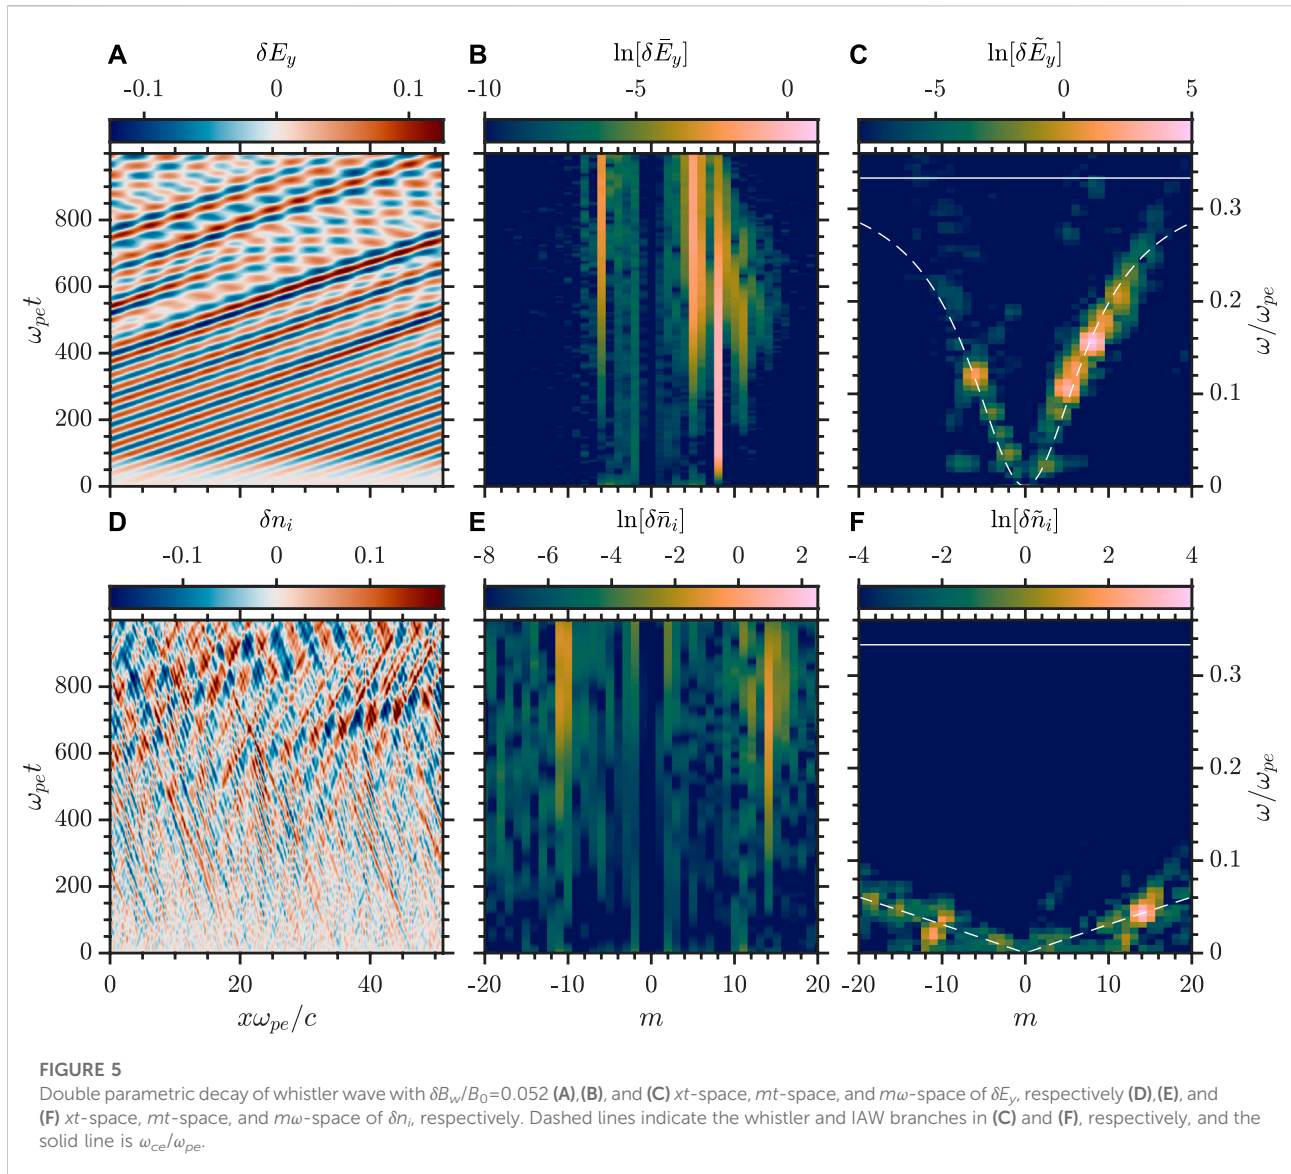 A δE_y B ln[δĒ_y] C ln[δẼ_y]
-0.1 0 0.1 -10 -5 0 -5 0 5
800
600
400
200
0
ω_pe t
0.3
0.2
0.1
0
ω/ω_pe
D δn_i E ln[δn̄_i] F ln[δñ_i]
-0.1 0 0.1 -8 -6 -4 -2 0 2 -4 -2 0 2 4
800
600
400
200
0
ω_pe t
0.3
0.2
0.1
0
ω/ω_pe
0 20 40 -20 -10 0 10 20 -20 -10 0 10 20
xω_pe/c m m
FIGURE 5
Double parametric decay of whistler wave with δB_w/B_0=0.052 (A),(B), and (C) xt-space, mt-space, and mω-space of δE_y, respectively (D),(E), and
(F) xt-space, mt-space, and mω-space of δn_i, respectively. Dashed lines indicate the whistler and IAW branches in (C) and (F), respectively, and the
solid line is ω_ce/ω_pe.